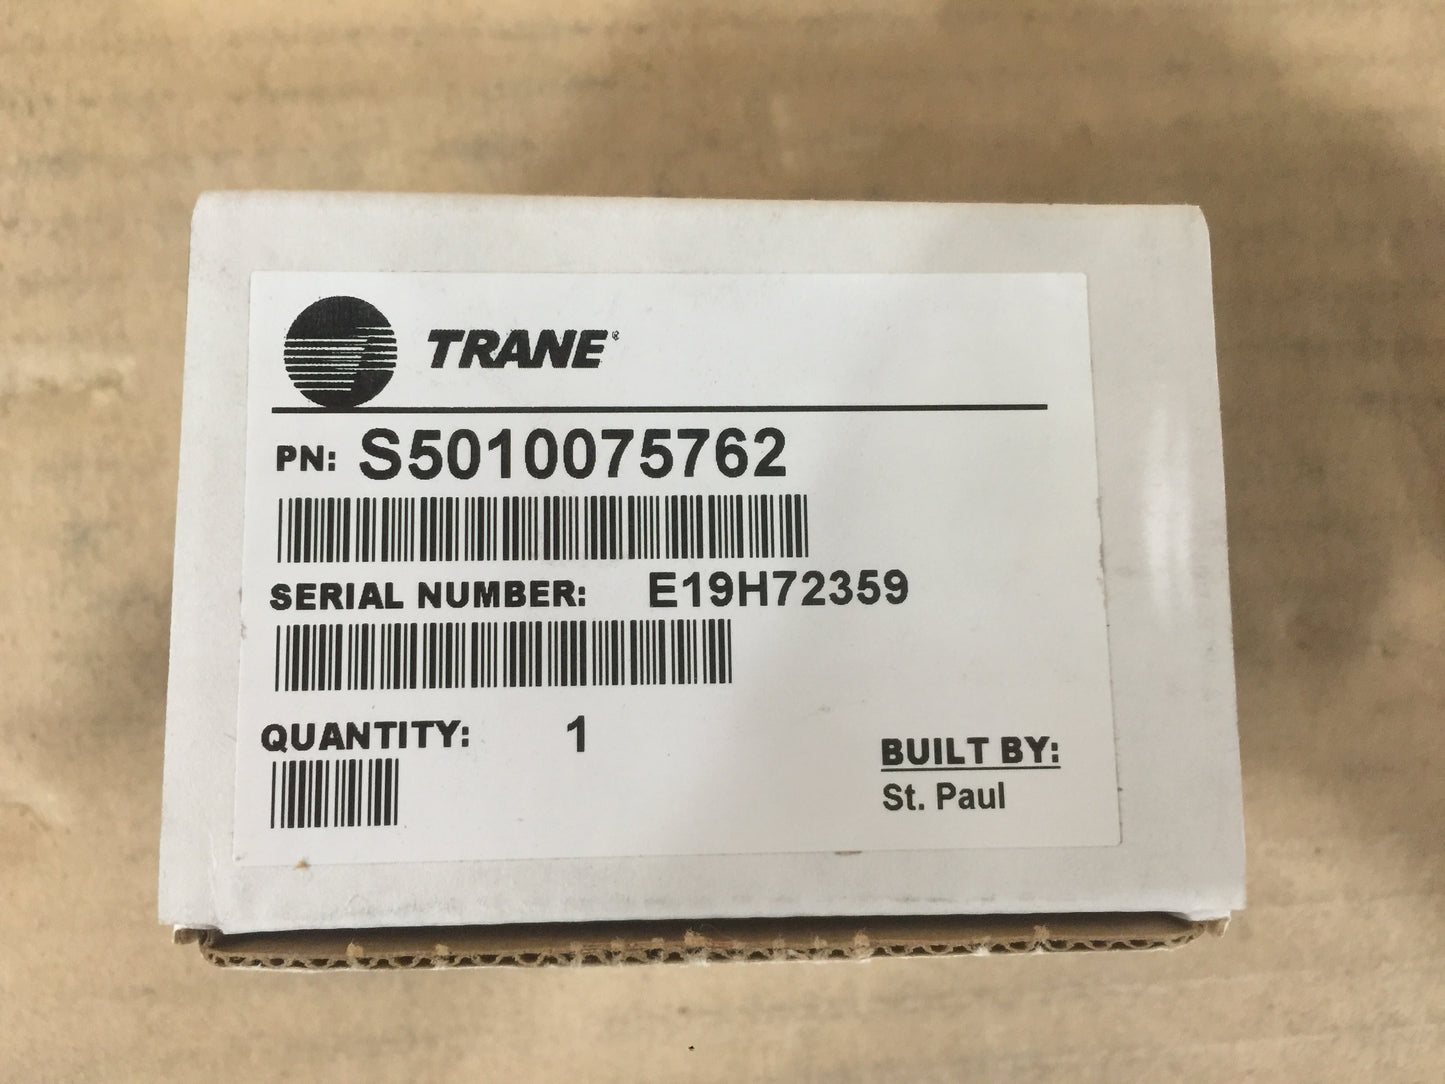 TRANE®
PN: S5010075762
SERIAL NUMBER: E19H72359
QUANTITY: 1
BUILT BY:
St. Paul